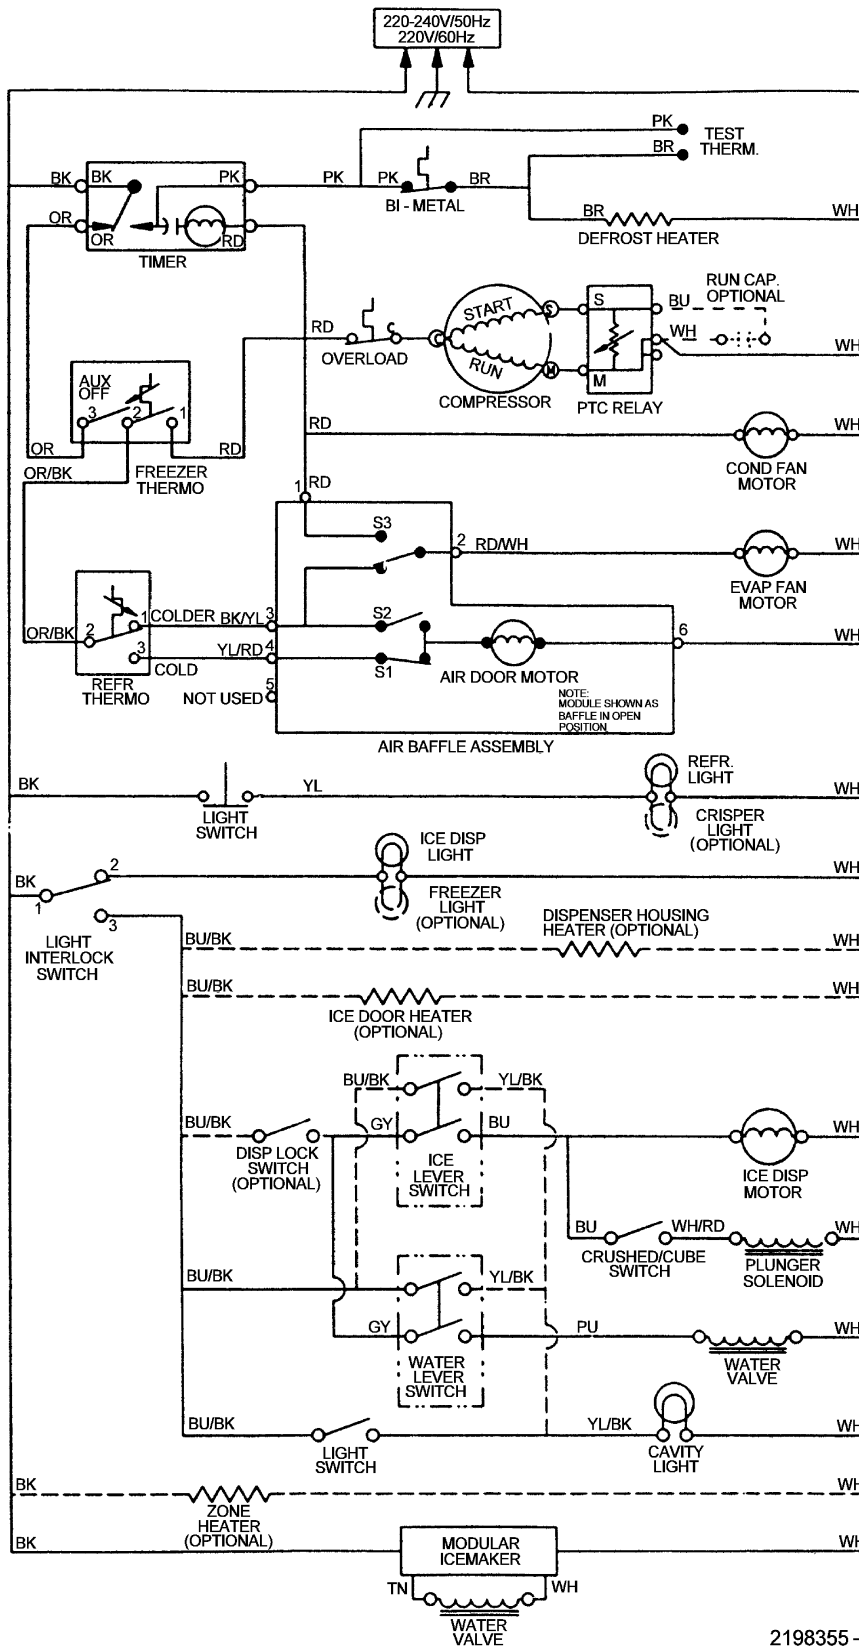 220-240V/50Hz
220V/60Hz
PK
TEST
THERM.
BR
BK
BK
PK
PK
PK
BR
BI - METAL
OR
OR
RD
TIMER
BR
WH
DEFROST HEATER
RUN CAP.
OPTIONAL
START
S
S
BU
RD
OVERLOAD
C
C
WH
WH
RUN
M
M
COMPRESSOR
PTC RELAY
AUX
OFF
3
2
1
OR
RD
RD
WH
OR/BK
FREEZER
THERMO
COND FAN
MOTOR
1
RD
S3
2
RD/WH
WH
EVAP FAN
MOTOR
1
COLDER
BK/YL
3
S2
OR/BK
2
6
WH
3
COLD
YL/RD
4
S1
AIR DOOR MOTOR
REFR
THERMO
5
NOT USED
NOTE:
MODULE SHOWN AS
BAFFLE IN OPEN
POSITION
AIR BAFFLE ASSEMBLY
REFR.
LIGHT
BK
YL
WH
LIGHT
SWITCH
CRISPER
LIGHT
(OPTIONAL)
ICE DISP
LIGHT
2
WH
BK
1
FREEZER
LIGHT
(OPTIONAL)
3
LIGHT
INTERLOCK
SWITCH
DISPENSER HOUSING
HEATER (OPTIONAL)
BU/BK
WH
BU/BK
WH
ICE DOOR HEATER
(OPTIONAL)
BU/BK
YL/BK
BU/BK
GY
BU
WH
DISP LOCK
SWITCH
(OPTIONAL)
ICE
LEVER
SWITCH
ICE DISP
MOTOR
BU
WH/RD
WH
CRUSHED/CUBE
SWITCH
PLUNGER
SOLENOID
BU/BK
YL/BK
GY
PU
WH
WATER
LEVER
SWITCH
WATER
VALVE
BU/BK
YL/BK
WH
LIGHT
SWITCH
CAVITY
LIGHT
BK
WH
ZONE
HEATER
(OPTIONAL)
BK
MODULAR
ICEMAKER
WH
TN
WH
WATER
VALVE
2198355 -